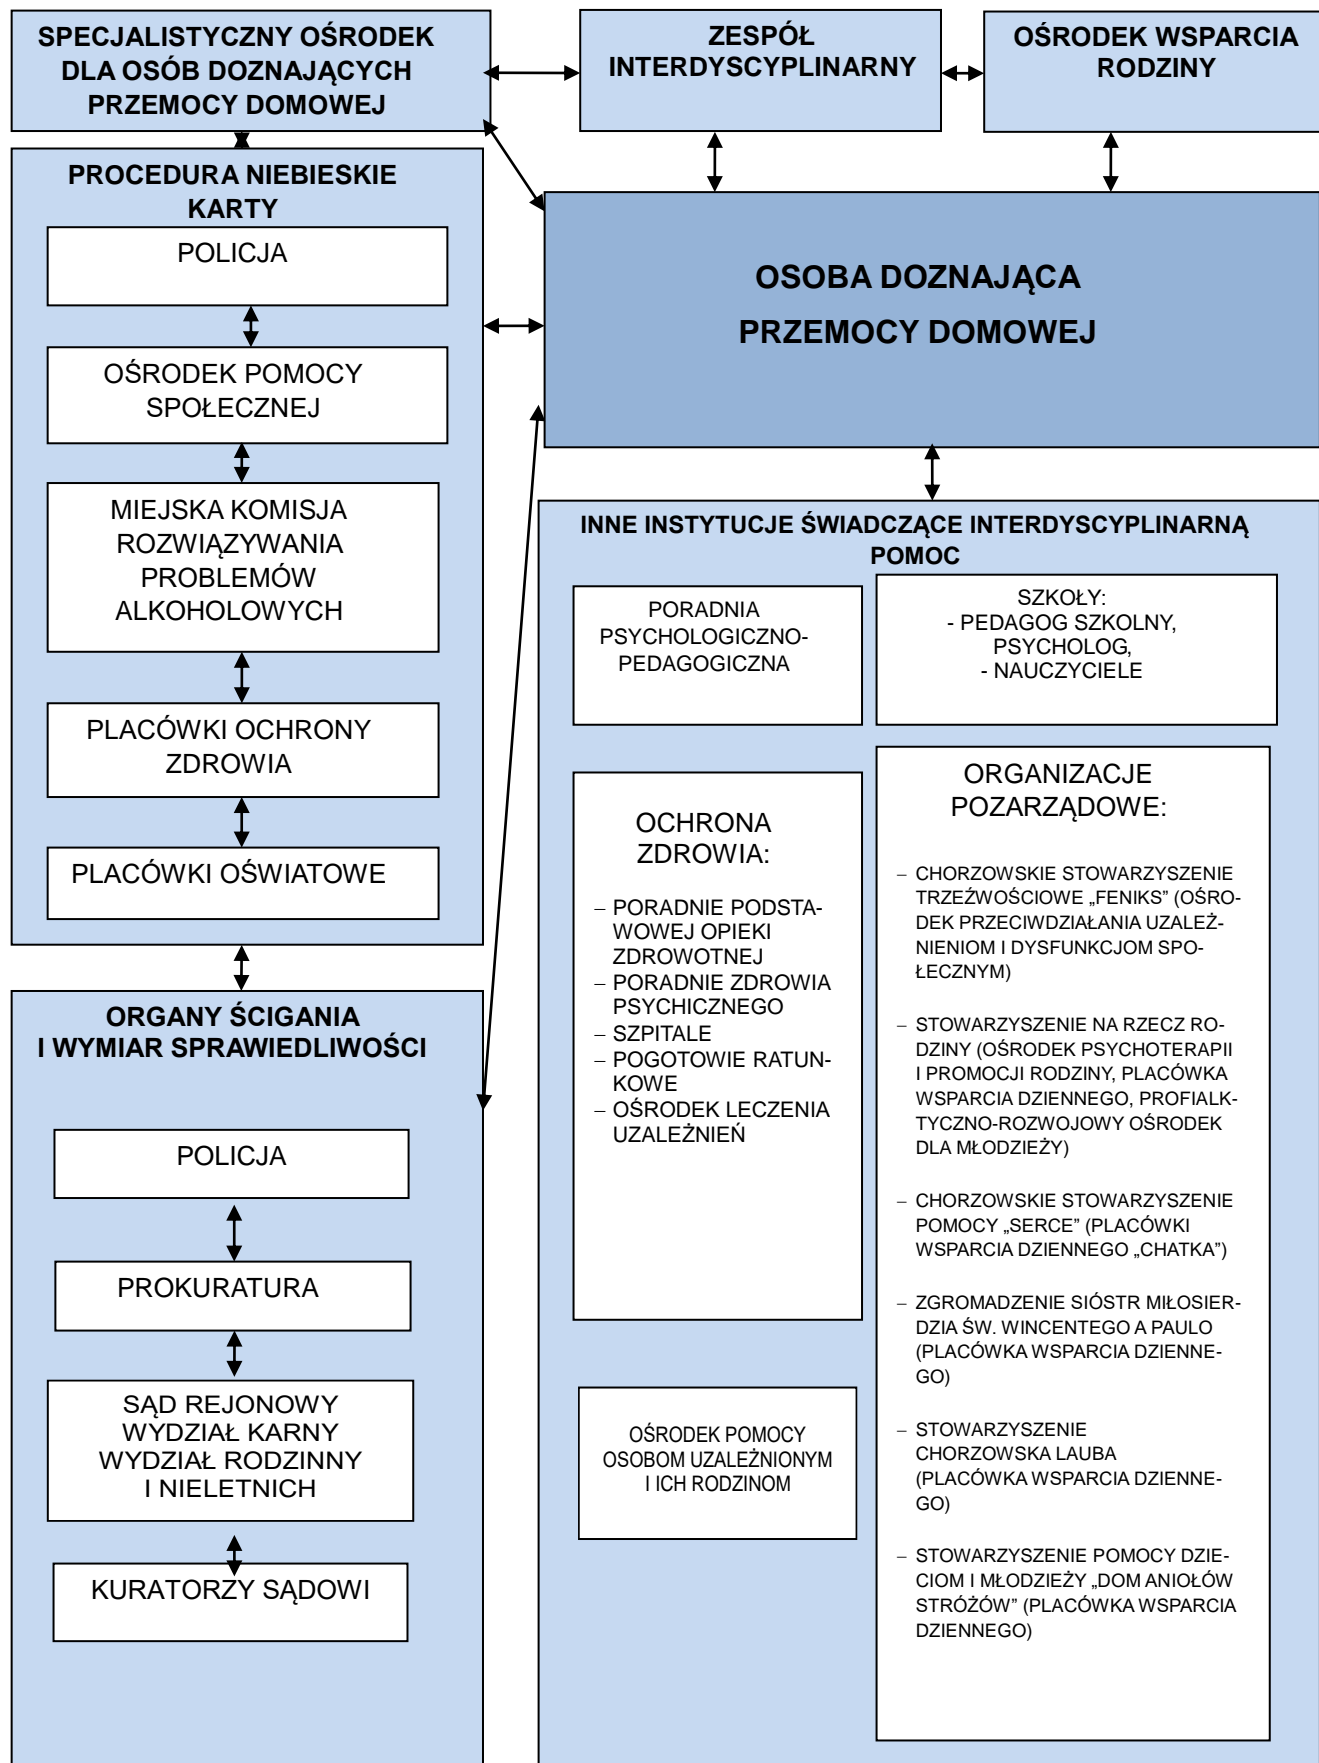 SPECJALISTYCZNY OŚRODEK
DLA OSÓB DOZNAJĄCYCH
PRZEMOCY DOMOWEJ
ZESPÓŁ
INTERDYSCYPLINARNY
OŚRODEK WSPARCIA
RODZINY
PROCEDURA NIEBIESKIE
KARTY
POLICJA
OŚRODEK POMOCY
SPOŁECZNEJ
MIEJSKA KOMISJA
ROZWIĄZYWANIA
PROBLEMÓW
ALKOHOLOWYCH
PLACÓWKI OCHRONY
ZDROWIA
PLACÓWKI OŚWIATOWE
OSOBA DOZNAJĄCA
PRZEMOCY DOMOWEJ
ORGANY ŚCIGANIA
I WYMIAR SPRAWIEDLIWOŚCI
POLICJA
PROKURATURA
SĄD REJONOWY
WYDZIAŁ KARNY
WYDZIAŁ RODZINNY
I NIELETNICH
KURATORZY SĄDOWI
INNE INSTYTUCJE ŚWIADCZĄCE INTERDYSCYPLINARNĄ
POMOC
PORADNIA
PSYCHOLOGICZNO-
PEDAGOGICZNA
SZKOŁY:
- PEDAGOG SZKOLNY,
PSYCHOLOG,
- NAUCZYCIELE
OCHRONA
ZDROWIA:
– PORADNIE PODSTA-
WOWEJ OPIEKI
ZDROWOTNEJ
– PORADNIE ZDROWIA
PSYCHICZNEGO
– SZPITALE
– POGOTOWIE RATUN-
KOWE
– OŚRODEK LECZENIA
UZALEŻNIEŃ
OŚRODEK POMOCY
OSOBOM UZALEŻNIONYM
I ICH RODZINOM
ORGANIZACJE
POZARZĄDOWE:
– CHORZOWSKIE STOWARZYSZENIE
TRZEŹWOŚCIOWE „FENIKS” (OŚRO-
DEK PRZECIWDZIAŁANIA UZALEŻ-
NIENIOM I DYSFUNKCJOM SPO-
ŁECZNYM)
– STOWARZYSZENIE NA RZECZ RO-
DZINY (OŚRODEK PSYCHOTERAPII
I PROMOCJI RODZINY, PLACÓWKA
WSPARCIA DZIENNEGO, PROFIALK-
TYCZNO-ROZWOJOWY OŚRODEK
DLA MŁODZIEŻY)
– CHORZOWSKIE STOWARZYSZENIE
POMOCY „SERCE” (PLACÓWKI
WSPARCIA DZIENNEGO „CHATKA”)
– ZGROMADZENIE SIÓSTR MIŁOSIER-
DZIA ŚW. WINCENTEGO A PAULO
(PLACÓWKA WSPARCIA DZIENNE-
GO)
– STOWARZYSZENIE
CHORZOWSKA LAUBA
(PLACÓWKA WSPARCIA DZIENNE-
GO)
– STOWARZYSZENIE POMOCY DZIE-
CIOM I MŁODZIEŻY „DOM ANIOŁÓW
STRÓŻÓW” (PLACÓWKA WSPARCIA
DZIENNEGO)